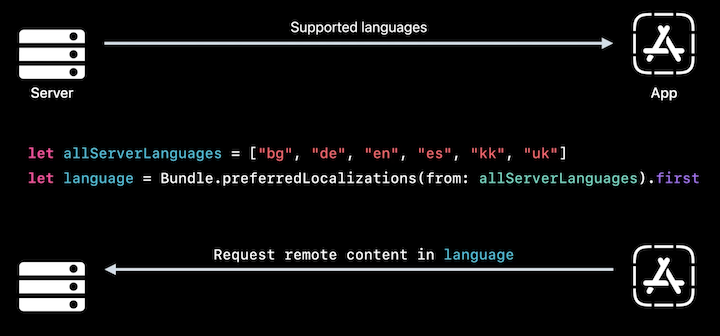 Supported languages
Server
App
let allServerLanguages = ["bg", "de", "en", "es", "kk", "uk"]
let language = Bundle.preferredLocalizations(from: allServerLanguages).first
Request remote content in language